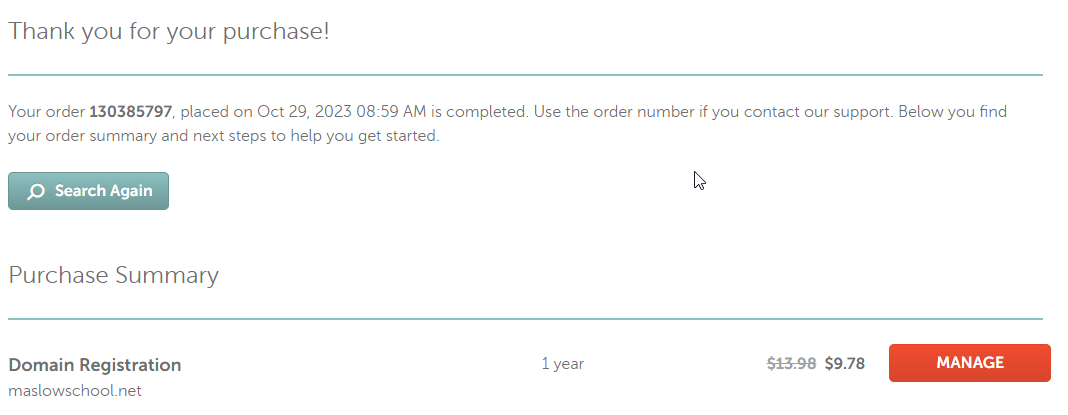 Thank you for your purchase!
Your order 130385797, placed on Oct 29, 2023 08:59 AM is completed. Use the order number if you contact our support. Below you find
your order summary and next steps to help you get started.
Search Again
Purchase Summary
Domain Registration 1 year $13.98 $9.78 MANAGE
maslowschool.net